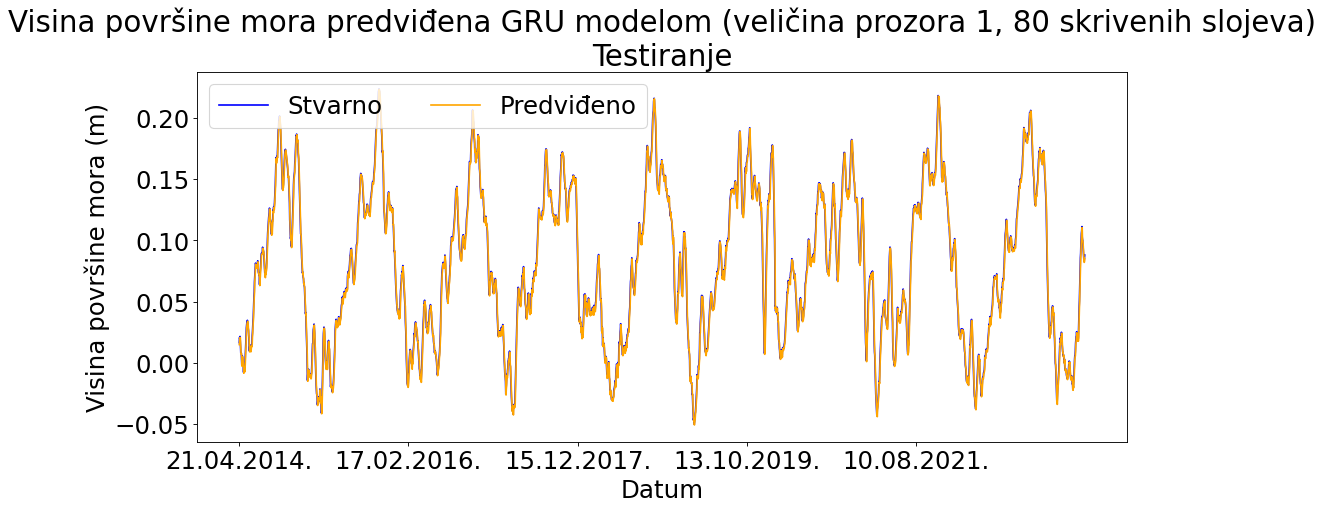 Visina površine mora predviđena GRU modelom (veličina prozora 1, 80 skrivenih slojeva)
Testiranje
Stvarno Predviđeno
Visina površine mora (m)
0.20
0.15
0.10
0.05
0.00
−0.05
21.04.2014. 17.02.2016. 15.12.2017. 13.10.2019. 10.08.2021.
Datum